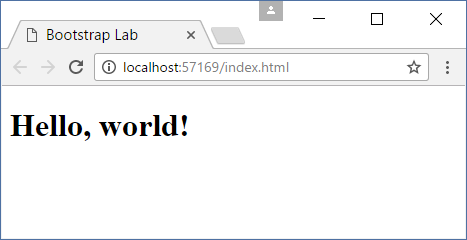 Bootstrap Lab
localhost:57169/index.html
Hello, world!